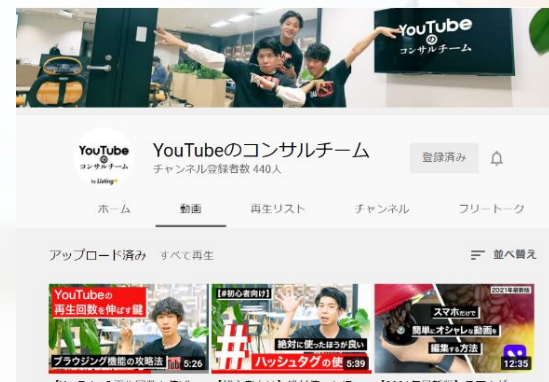 YouTube
の
コンサルチーム
YouTube
の
コンサルチーム
by Listing+
YouTubeのコンサルチーム
チャンネル登録者数 440人
登録済み
ホーム 動画 再生リスト チャンネル フリートーク
アップロード済み すべて再生
並べ替え
YouTubeの
再生回数を伸ばす鍵
ブラウジング機能の攻略法
5:26
【#初心者向け】
#
絶対に使ったほうが良い
ハッシュタグの使
5:39
2021年最新版
スマホだけで
簡単にオシャレな動画を
編集する方法
12:35